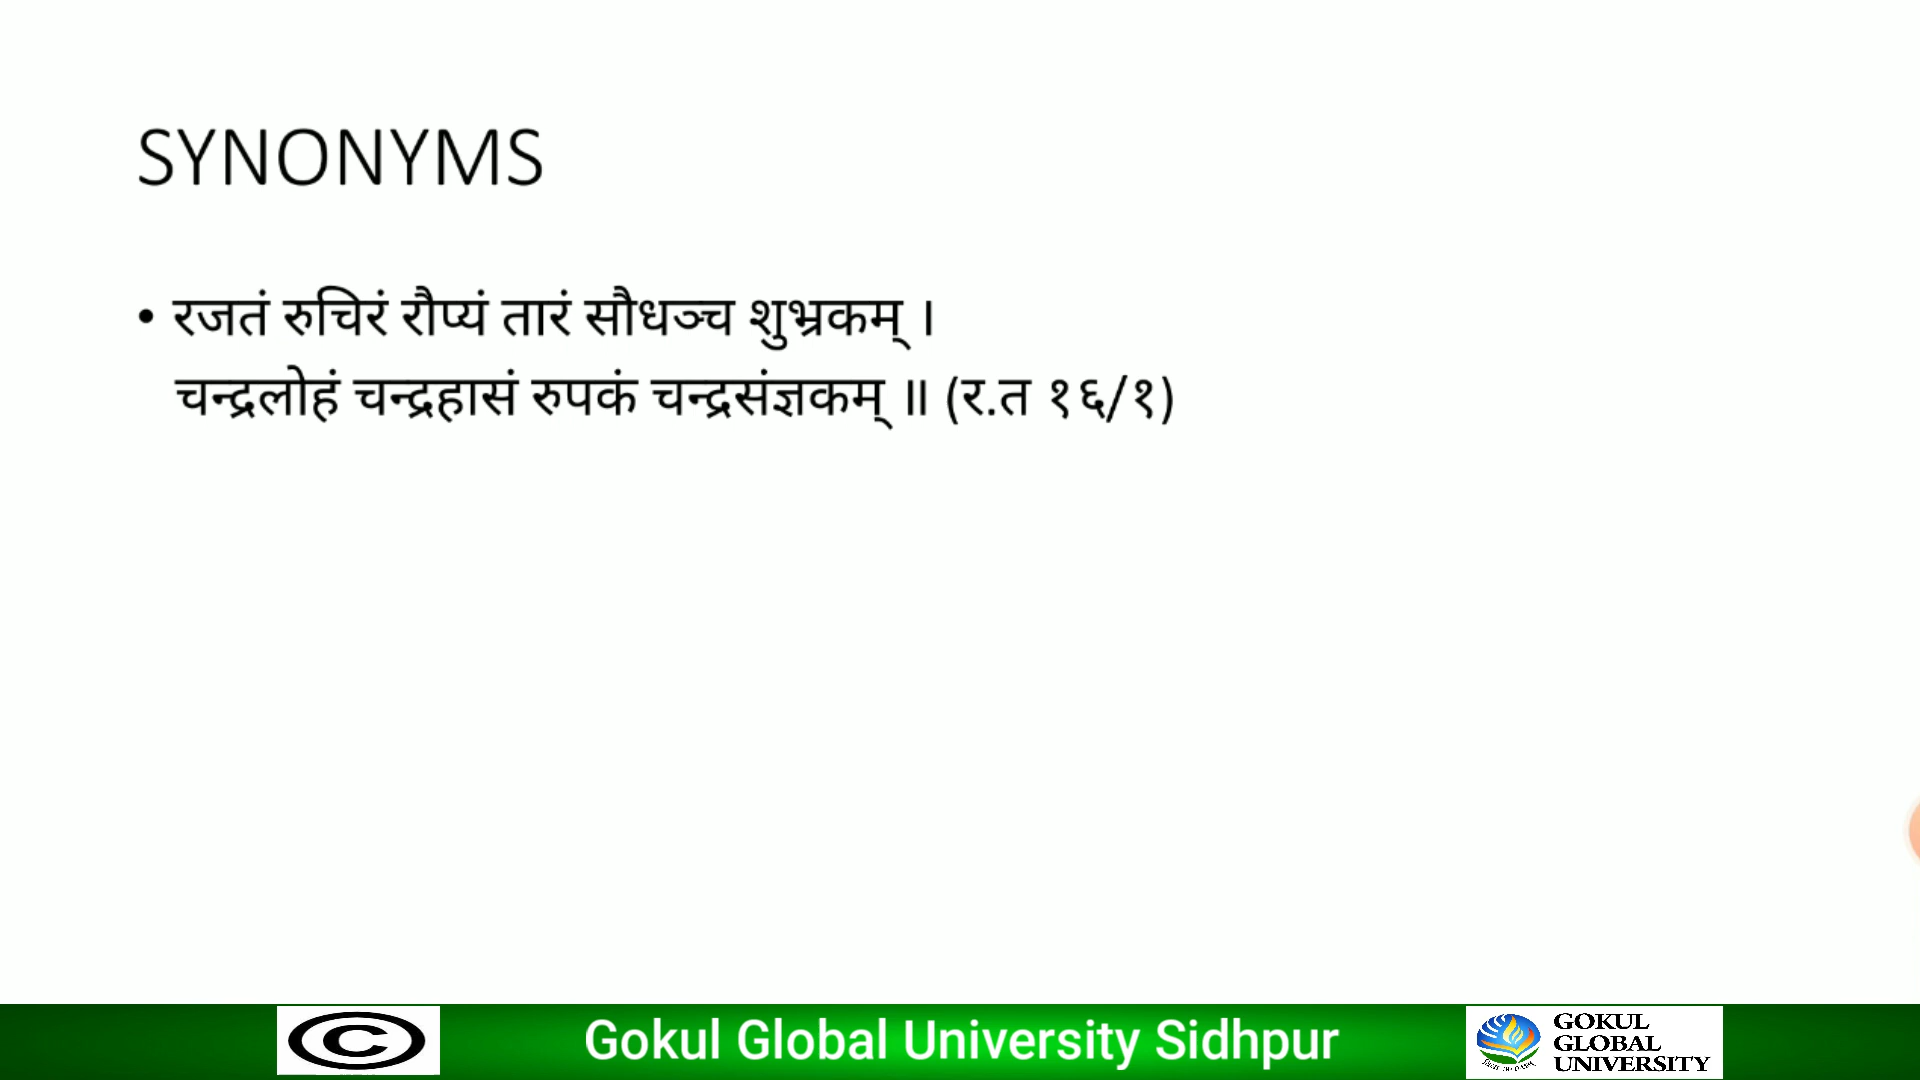 SYNONYMS
• रजतं रुचिरं रौप्यं तारं सौधञ्च शुभ्रकम् ।
चन्द्रलोहं चन्द्रहासं रुपकं चन्द्रसंज्ञकम् ॥ (र.त १६/१)
©
Gokul Global University Sidhpur
GOKUL
GLOBAL
UNIVERSITY